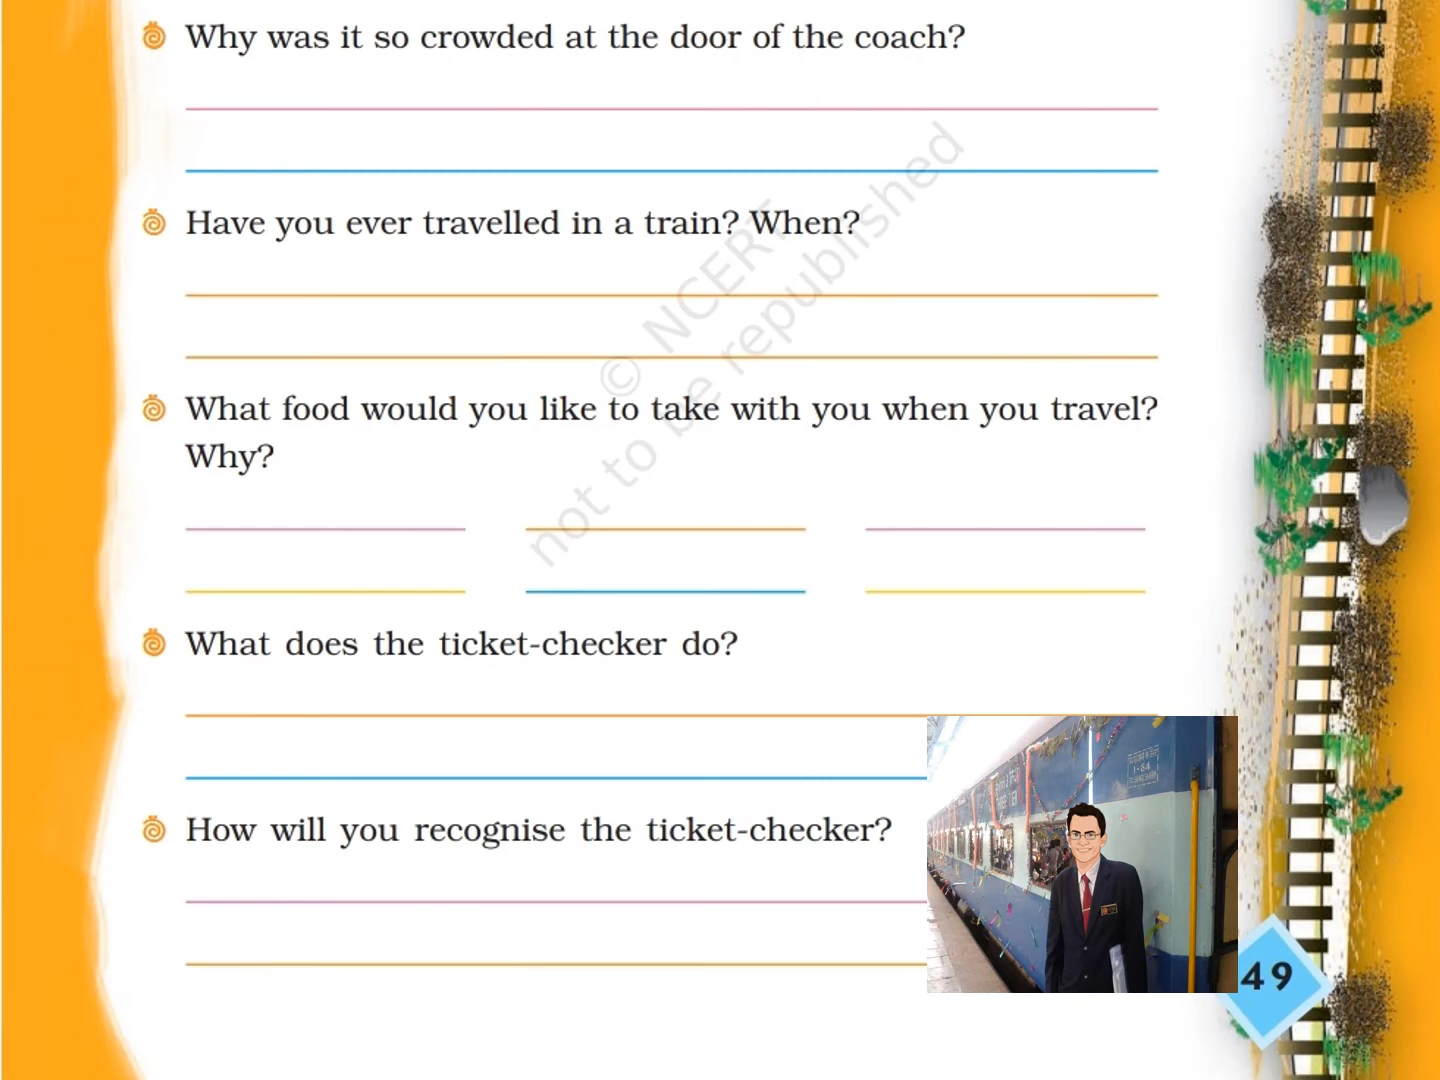 Why was it so crowded at the door of the coach?
Have you ever travelled in a train? When?
What food would you like to take with you when you travel?
Why?
What does the ticket-checker do?
How will you recognise the ticket-checker?
© NCERT
not to be republished
49